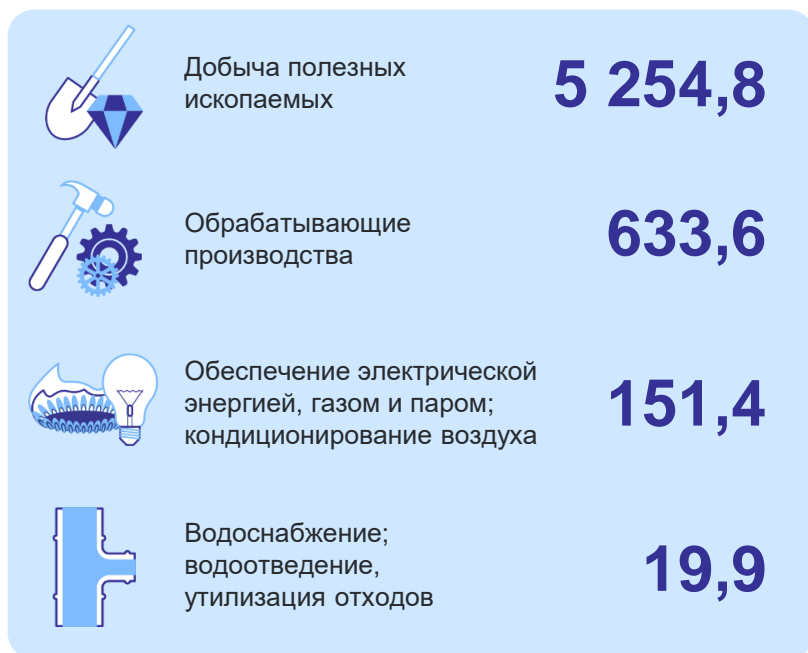 Добыча полезных
ископаемых
5 254,8
Обрабатывающие
производства
633,6
Обеспечение электрической
энергией, газом и паром;
кондиционирование воздуха
151,4
Водоснабжение;
водоотведение,
утилизация отходов
19,9